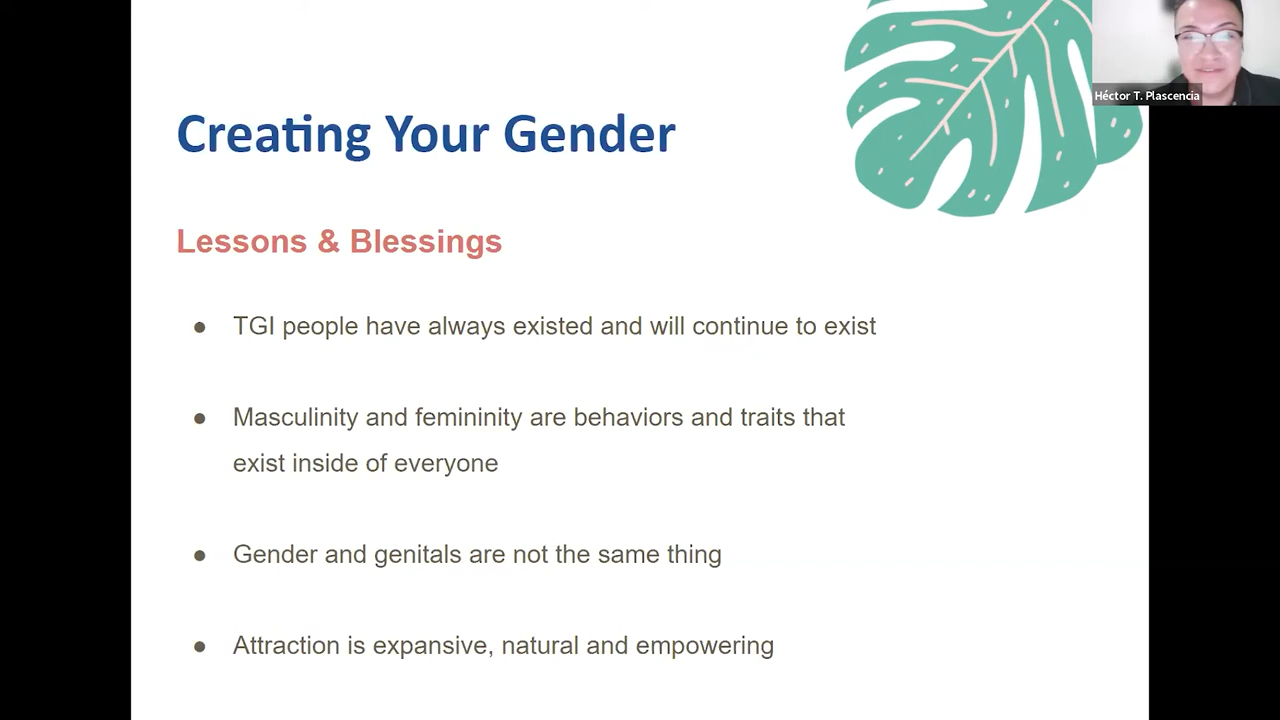 Héctor T. Plascencia
Creating Your Gender
Lessons & Blessings
● TGI people have always existed and will continue to exist
● Masculinity and femininity are behaviors and traits that
exist inside of everyone
● Gender and genitals are not the same thing
● Attraction is expansive, natural and empowering